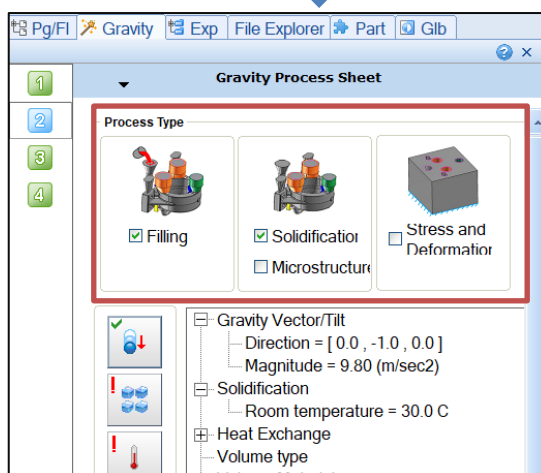 Pg/Fl Gravity Exp File Explorer Part Glb
Gravity Process Sheet
1
2
3
4
Process Type
Filling
Solidification
Microstructure
Stress and
Deformation
Gravity Vector/Tilt
Direction = [ 0.0 , -1.0 , 0.0 ]
Magnitude = 9.80 (m/sec2)
Solidification
Room temperature = 30.0 C
Heat Exchange
Volume type